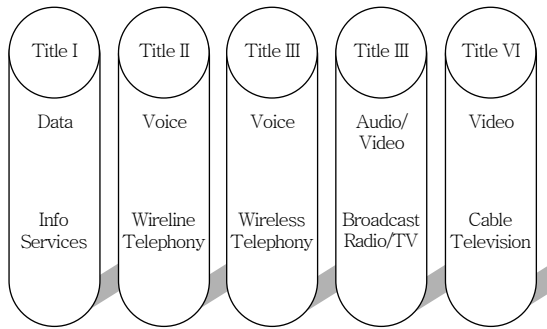 Title I
Data
Info
Services
Title II
Voice
Wireline
Telephony
Title III
Voice
Wireless
Telephony
Title III
Audio/
Video
Broadcast
Radio/TV
Title VI
Video
Cable
Television